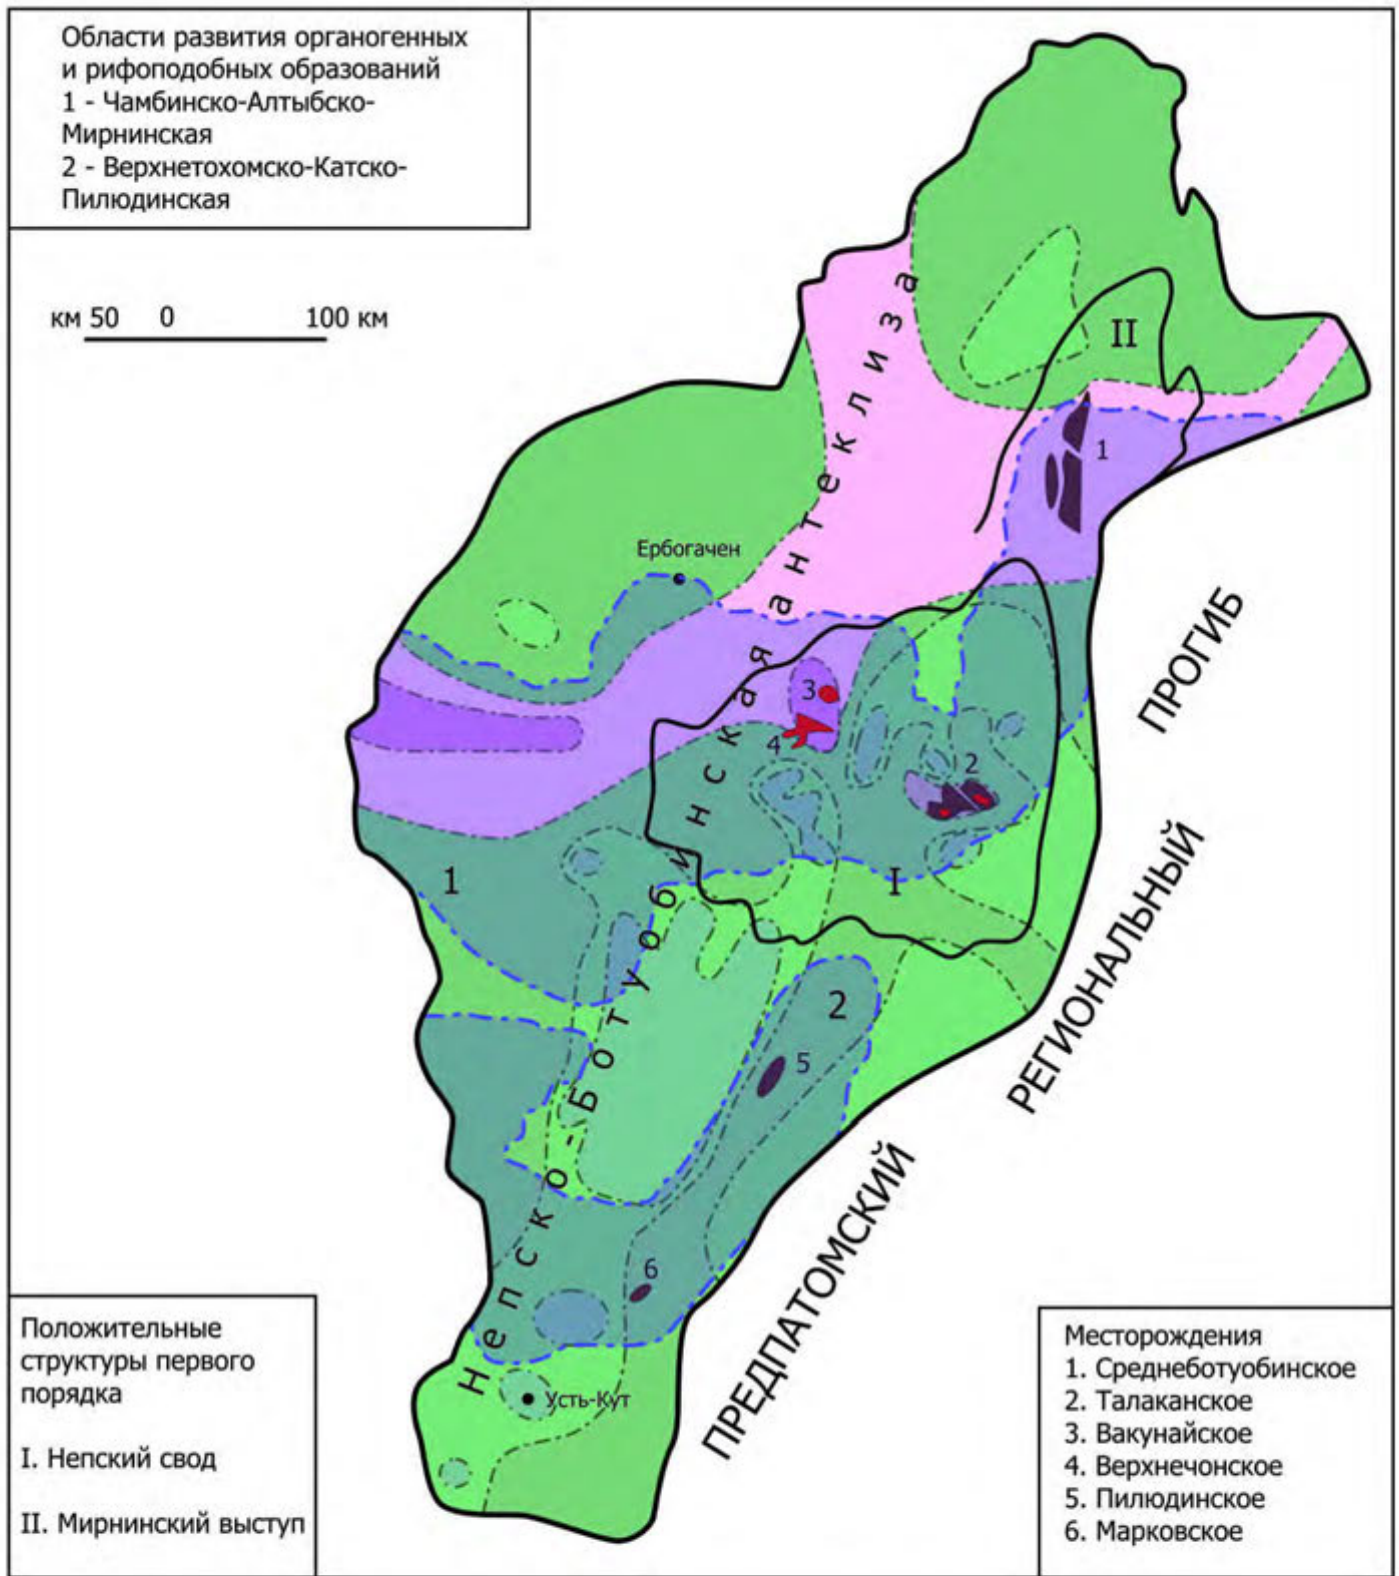 Области развития органогенных
и рифоподобных образований
1 - Чамбинско-Алтыбско-
Мирнинская
2 - Верхнетохомско-Катско-
Пилюдинская
км 50 0 100 км
II
1
Ербогачен
3
4
2
1
I
2
5
6
Усть-Кут
Непско-Ботуобинская антеклиза
ПРЕДПАТОМСКИЙ РЕГИОНАЛЬНЫЙ ПРОГИБ
Положительные
структуры первого
порядка
I. Непский свод
II. Мирнинский выступ
Месторождения
1. Среднеботуобинское
2. Талаканское
3. Вакунайское
4. Верхнечонское
5. Пилюдинское
6. Марковское